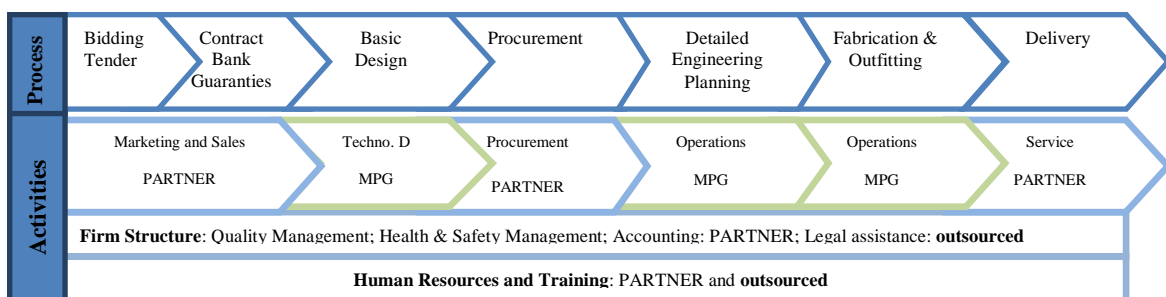 Process
Bidding
Tender
Contract
Bank
Guaranties
Basic
Design
Procurement
Detailed
Engineering
Planning
Fabrication &
Outfitting
Delivery
Activities
Marketing and Sales
PARTNER
Techno. D
MPG
Procurement
PARTNER
Operations
MPG
Operations
MPG
Service
PARTNER
Firm Structure: Quality Management; Health & Safety Management; Accounting: PARTNER; Legal assistance: outsourced
Human Resources and Training: PARTNER and outsourced